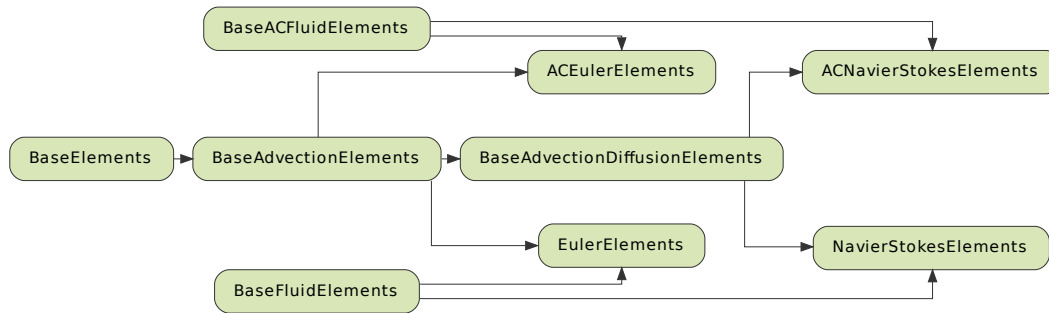 BaseACFluidElements
ACEulerElements
ACNavierStokesElements
BaseElements
BaseAdvectionElements
BaseAdvectionDiffusionElements
EulerElements
NavierStokesElements
BaseFluidElements